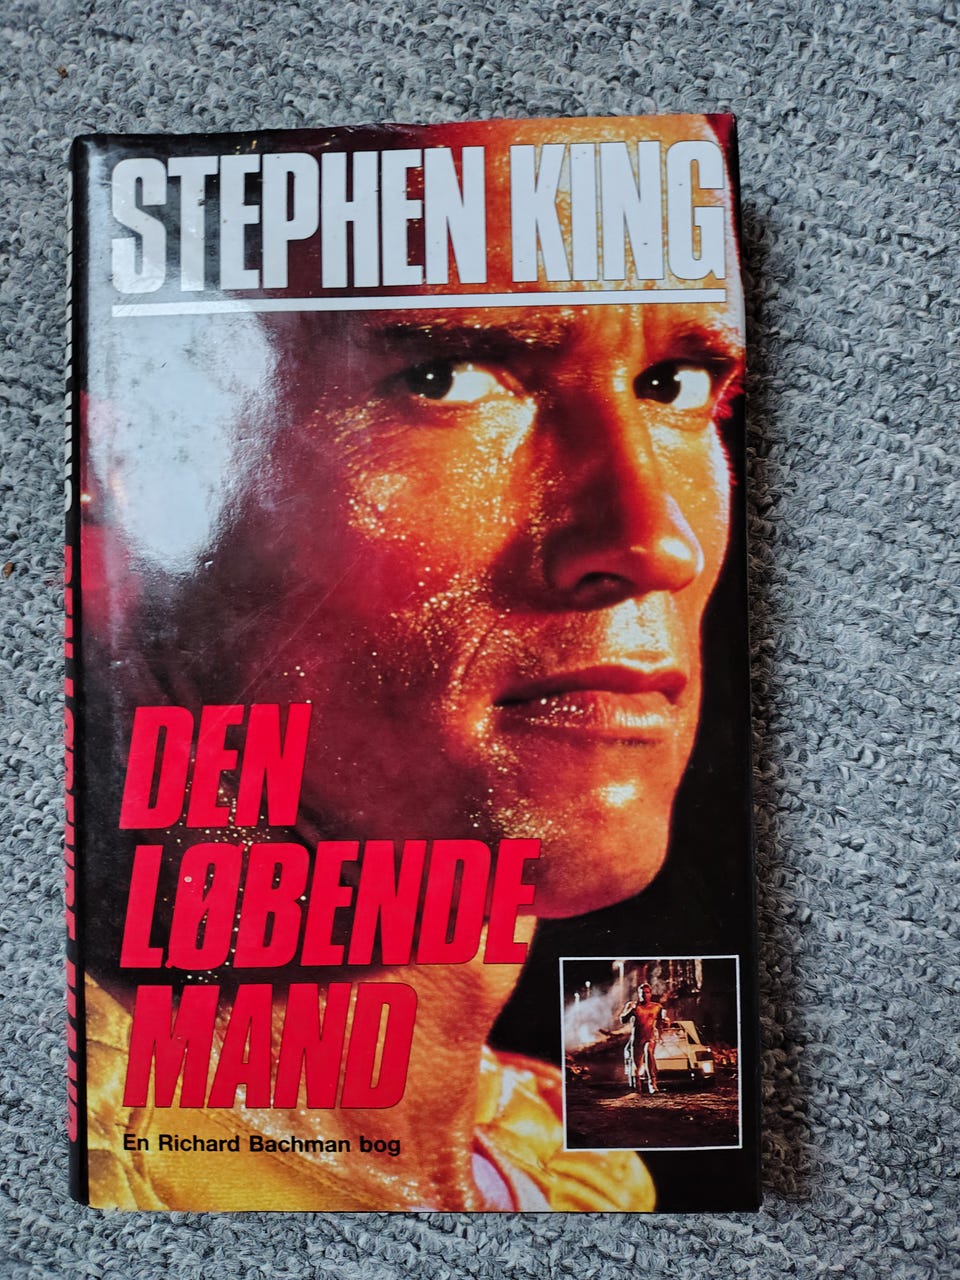 STEPHEN KING
DEN
LØBENDE
MAND
En Richard Bachman bog